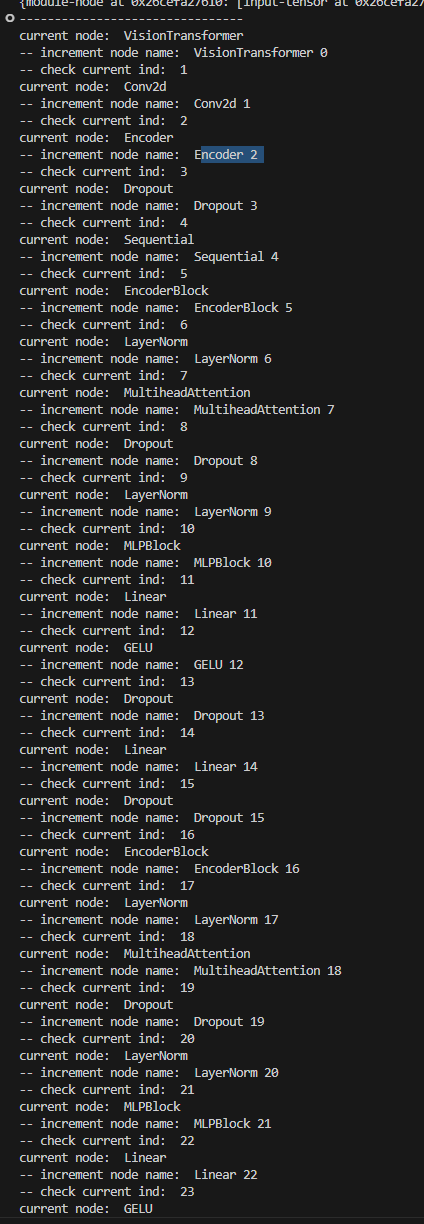 {module-node at 0x26cefa27610: [input-tensor at 0x26cefa27
--------------------------------
current node:  VisionTransformer
-- increment node name:  VisionTransformer 0
-- check current ind:  1
current node:  Conv2d
-- increment node name:  Conv2d 1
-- check current ind:  2
current node:  Encoder
-- increment node name:  Encoder 2
-- check current ind:  3
current node:  Dropout
-- increment node name:  Dropout 3
-- check current ind:  4
current node:  Sequential
-- increment node name:  Sequential 4
-- check current ind:  5
current node:  EncoderBlock
-- increment node name:  EncoderBlock 5
-- check current ind:  6
current node:  LayerNorm
-- increment node name:  LayerNorm 6
-- check current ind:  7
current node:  MultiheadAttention
-- increment node name:  MultiheadAttention 7
-- check current ind:  8
current node:  Dropout
-- increment node name:  Dropout 8
-- check current ind:  9
current node:  LayerNorm
-- increment node name:  LayerNorm 9
-- check current ind:  10
current node:  MLPBlock
-- increment node name:  MLPBlock 10
-- check current ind:  11
current node:  Linear
-- increment node name:  Linear 11
-- check current ind:  12
current node:  GELU
-- increment node name:  GELU 12
-- check current ind:  13
current node:  Dropout
-- increment node name:  Dropout 13
-- check current ind:  14
current node:  Linear
-- increment node name:  Linear 14
-- check current ind:  15
current node:  Dropout
-- increment node name:  Dropout 15
-- check current ind:  16
current node:  EncoderBlock
-- increment node name:  EncoderBlock 16
-- check current ind:  17
current node:  LayerNorm
-- increment node name:  LayerNorm 17
-- check current ind:  18
current node:  MultiheadAttention
-- increment node name:  MultiheadAttention 18
-- check current ind:  19
current node:  Dropout
-- increment node name:  Dropout 19
-- check current ind:  20
current node:  LayerNorm
-- increment node name:  LayerNorm 20
-- check current ind:  21
current node:  MLPBlock
-- increment node name:  MLPBlock 21
-- check current ind:  22
current node:  Linear
-- increment node name:  Linear 22
-- check current ind:  23
current node:  GELU